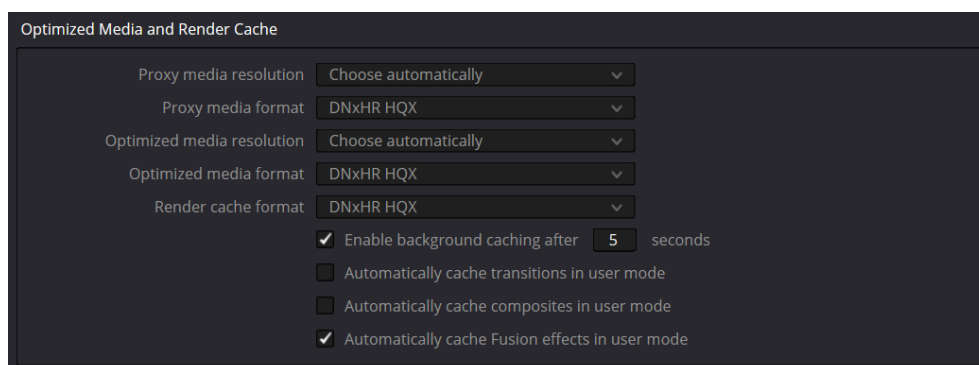 Optimized Media and Render Cache
Proxy media resolution Choose automatically
Proxy media format DNxHR HQX
Optimized media resolution Choose automatically
Optimized media format DNxHR HQX
Render cache format DNxHR HQX
Enable background caching after 5 seconds
Automatically cache transitions in user mode
Automatically cache composites in user mode
Automatically cache Fusion effects in user mode